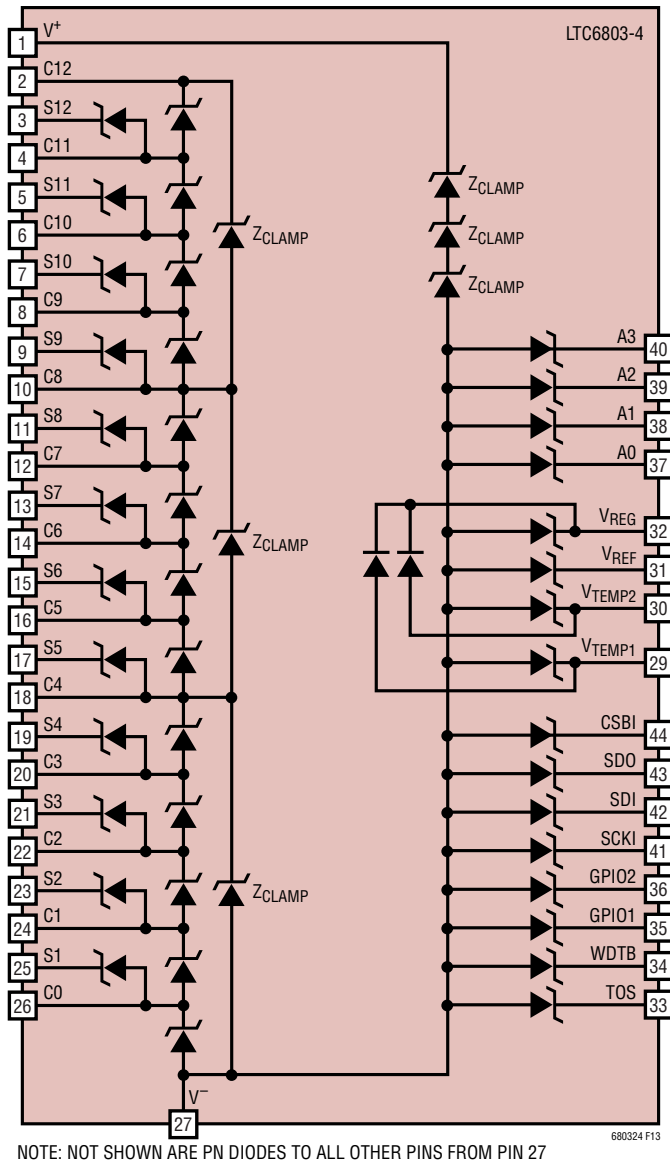 LTC6803-4
1 V+
2 C12
3 S12
4 C11
5 S11
6 C10
7 S10
8 C9
9 S9
10 C8
11 S8
12 C7
13 S7
14 C6
15 S6
16 C5
17 S5
18 C4
19 S4
20 C3
21 S3
22 C2
23 S2
24 C1
25 S1
26 C0
ZCLAMP
ZCLAMP
ZCLAMP
ZCLAMP
ZCLAMP
ZCLAMP
A3 40
A2 39
A1 38
A0 37
VREG 32
VREF 31
VTEMP2 30
VTEMP1 29
CSBI 44
SDO 43
SDI 42
SCKI 41
GPIO2 36
GPIO1 35
WDTB 34
TOS 33
V−
27
680324 F13
NOTE: NOT SHOWN ARE PN DIODES TO ALL OTHER PINS FROM PIN 27